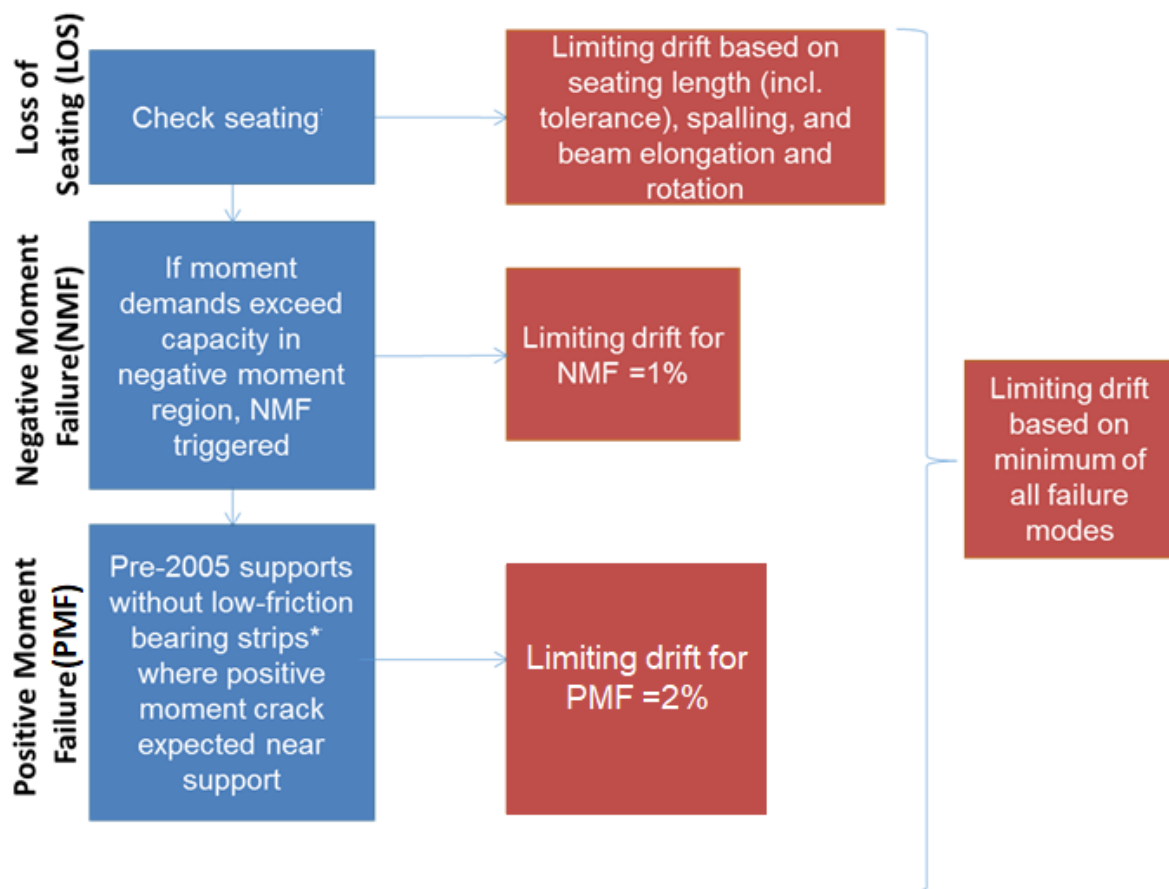 Loss of
Seating (LOS)
Check seating
Limiting drift based on
seating length (incl.
tolerance), spalling, and
beam elongation and
rotation
Negative Moment
Failure(NMF)
If moment
demands exceed
capacity in
negative moment
region, NMF
triggered
Limiting drift for
NMF =1%
Positive Moment
Failure(PMF)
Pre-2005 supports
without low-friction
bearing strips*
where positive
moment crack
expected near
support
Limiting drift for
PMF =2%
Limiting drift
based on
minimum of
all failure
modes